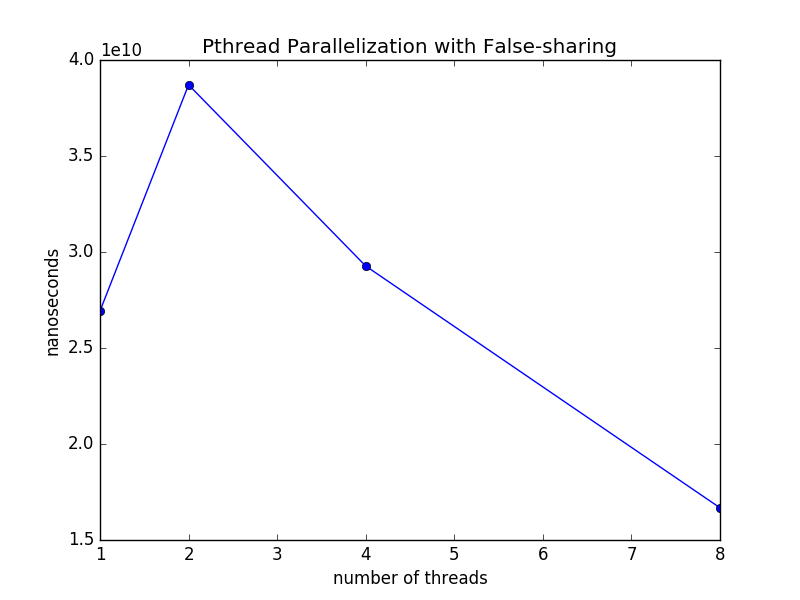 Pthread Parallelization with False-sharing
1e10
4.0
3.5
3.0
2.5
2.0
1.5
nanoseconds
1 2 3 4 5 6 7 8
number of threads